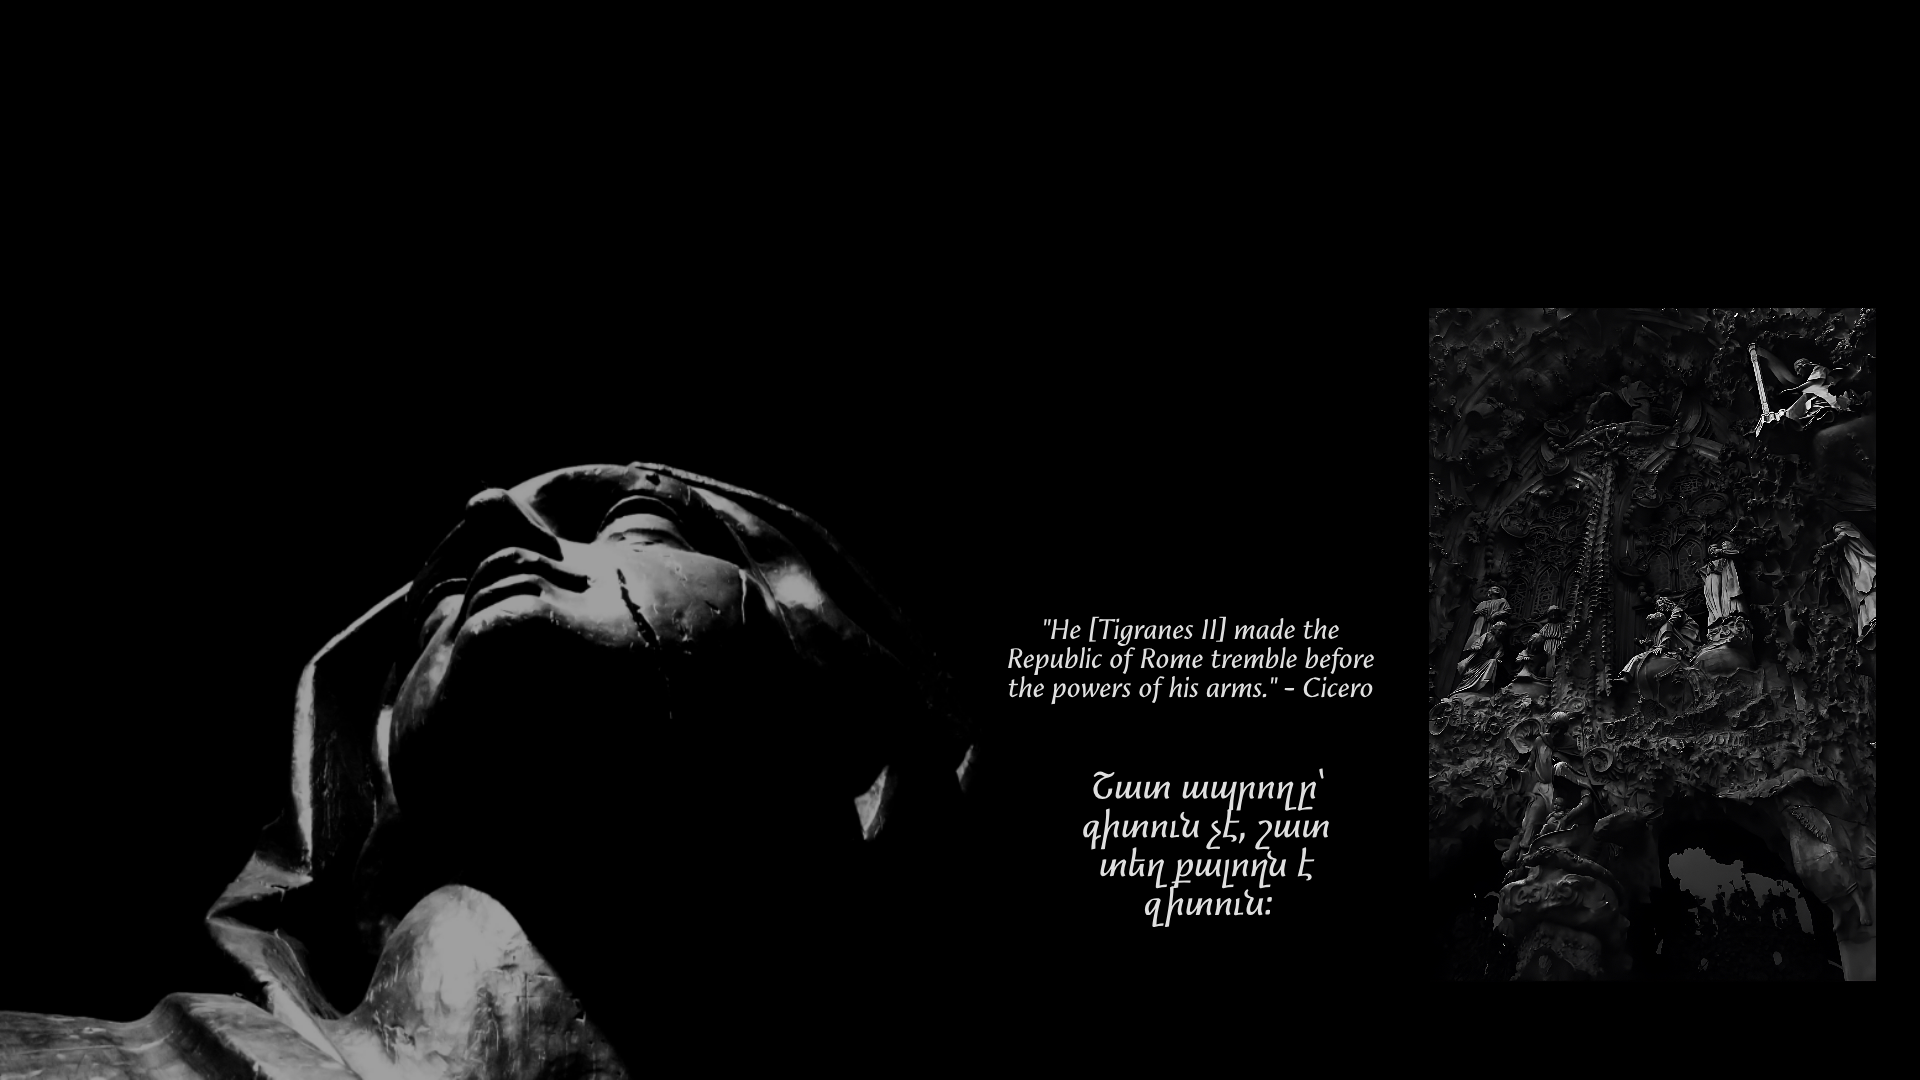 "He [Tigranes II] made the
Republic of Rome tremble before
the powers of his arms." - Cicero
Շատ ապրողը՝
գիտուն չէ, շատ
տեղ քալողն է
գիտուն: